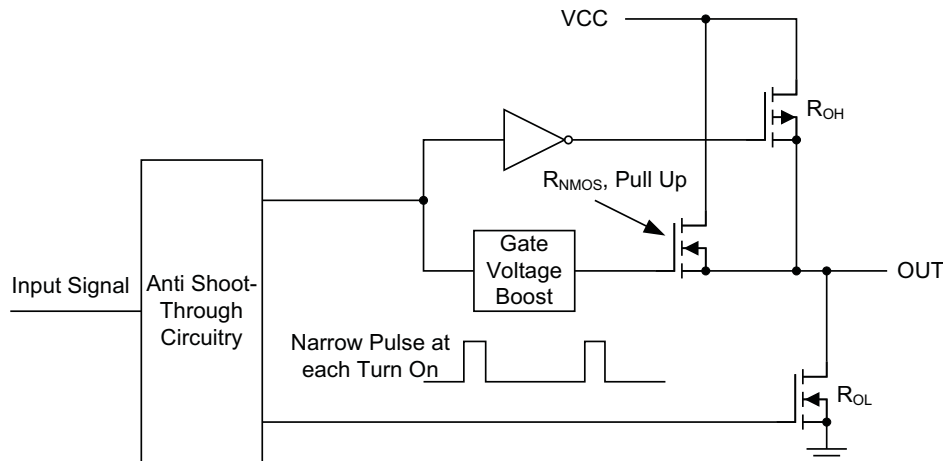 VCC
ROH
RNMOS, Pull Up
Gate
Voltage
Boost
OUT
Input Signal
Anti Shoot-
Through
Circuitry
Narrow Pulse at
each Turn On
ROL